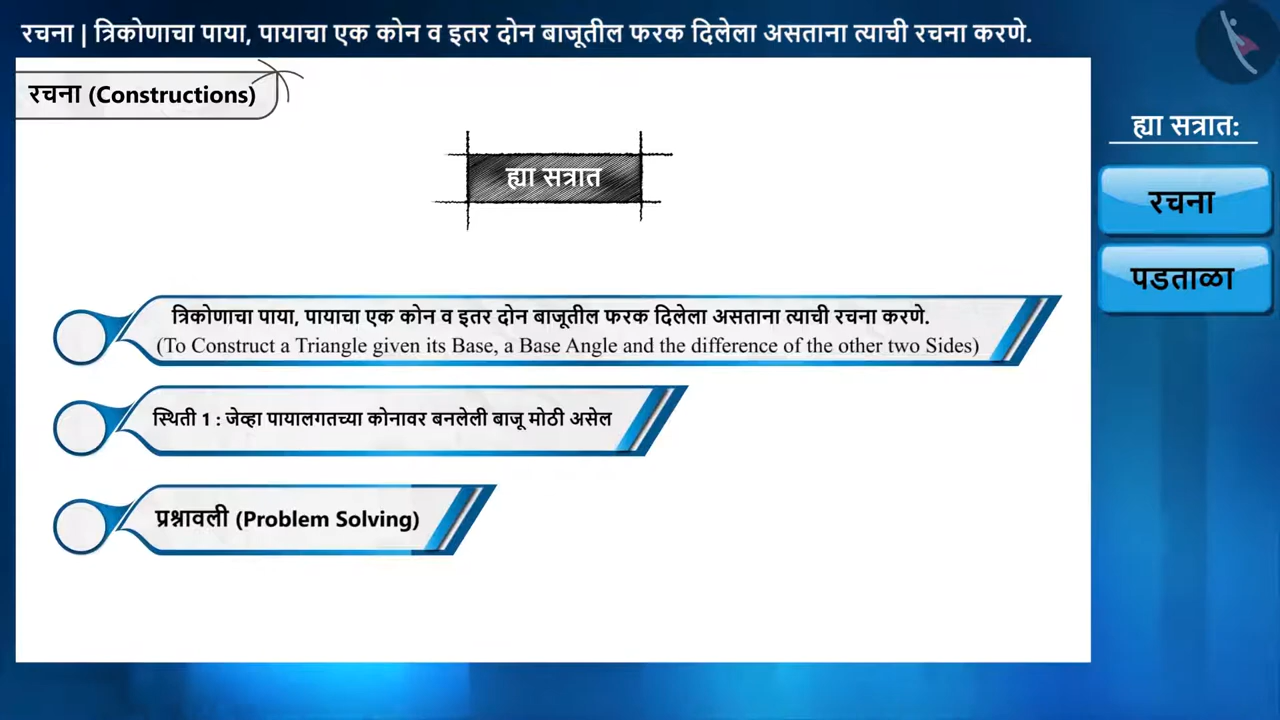 रचना | त्रिकोणाचा पाया, पायाचा एक कोन व इतर दोन बाजूतील फरक दिलेला असताना त्याची रचना करणे.
रचना (Constructions)
ह्या सत्रात
त्रिकोणाचा पाया, पायाचा एक कोन व इतर दोन बाजूतील फरक दिलेला असताना त्याची रचना करणे.
(To Construct a Triangle given its Base, a Base Angle and the difference of the other two Sides)
स्थिती 1 : जेव्हा पायालगतच्या कोनावर बनलेली बाजू मोठी असेल
प्रश्नावली (Problem Solving)
ह्या सत्रात:
रचना
पडताळा